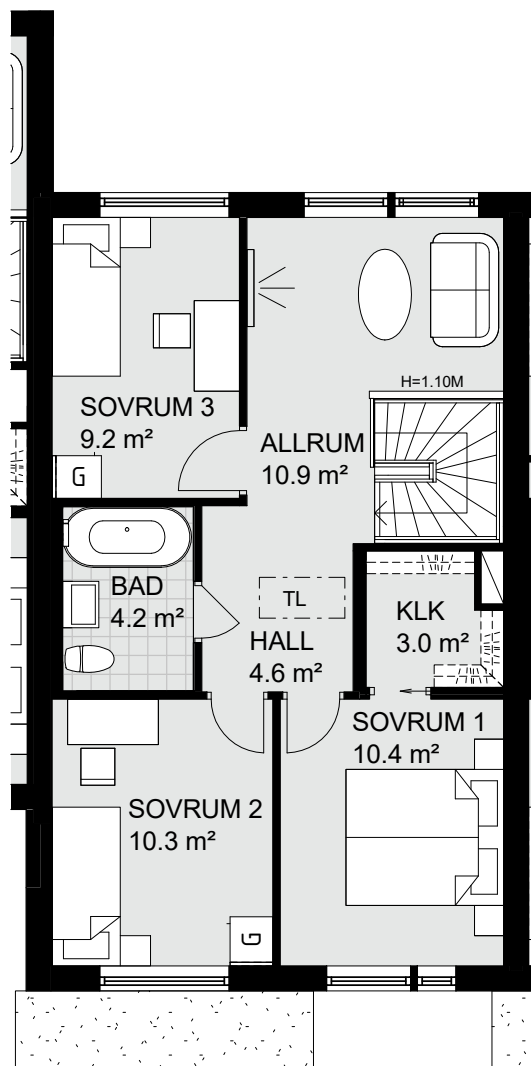 H=1.10M
SOVRUM 3
9.2 m²
ALLRUM
10.9 m²
G
BAD
4.2 m²
TL
HALL
4.6 m²
KLK
3.0 m²
SOVRUM 1
10.4 m²
SOVRUM 2
10.3 m²
G